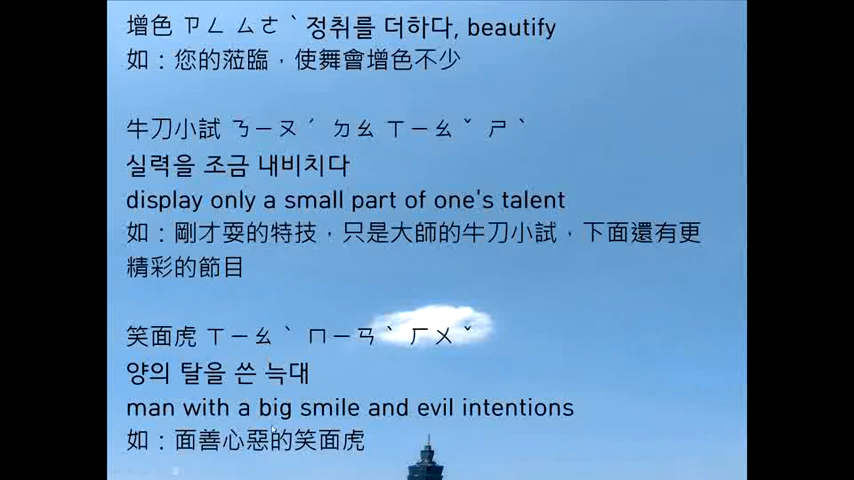 增色 ㄗㄥ ㄙㄜˋ 정취를 더하다, beautify
如：您的蒞臨，使舞會增色不少
牛刀小試 ㄋㄧㄡˊ ㄉㄠ ㄒㄧㄠˇ ㄕˋ
실력을 조금 내비치다
display only a small part of one's talent
如：剛才耍的特技，只是大師的牛刀小試，下面還有更
精彩的節目
笑面虎 ㄒㄧㄠˋ ㄇㄧㄢˋ ㄏㄨˇ
양의 탈을 쓴 늑대
man with a big smile and evil intentions
如：面善心惡的笑面虎